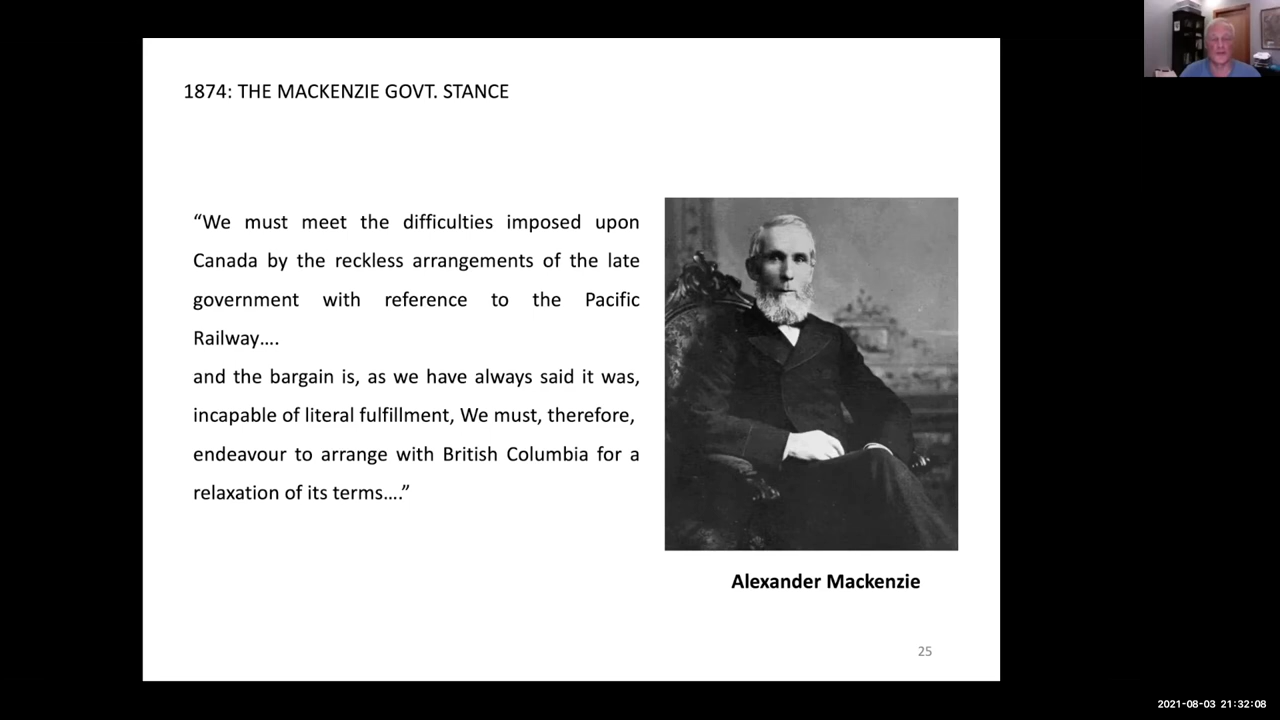 1874: THE MACKENZIE GOVT. STANCE
“We must meet the difficulties imposed upon
Canada by the reckless arrangements of the late
government with reference to the Pacific
Railway….
and the bargain is, as we have always said it was,
incapable of literal fulfillment, We must, therefore,
endeavour to arrange with British Columbia for a
relaxation of its terms….”
Alexander Mackenzie
25
2021-08-03 21:32:08